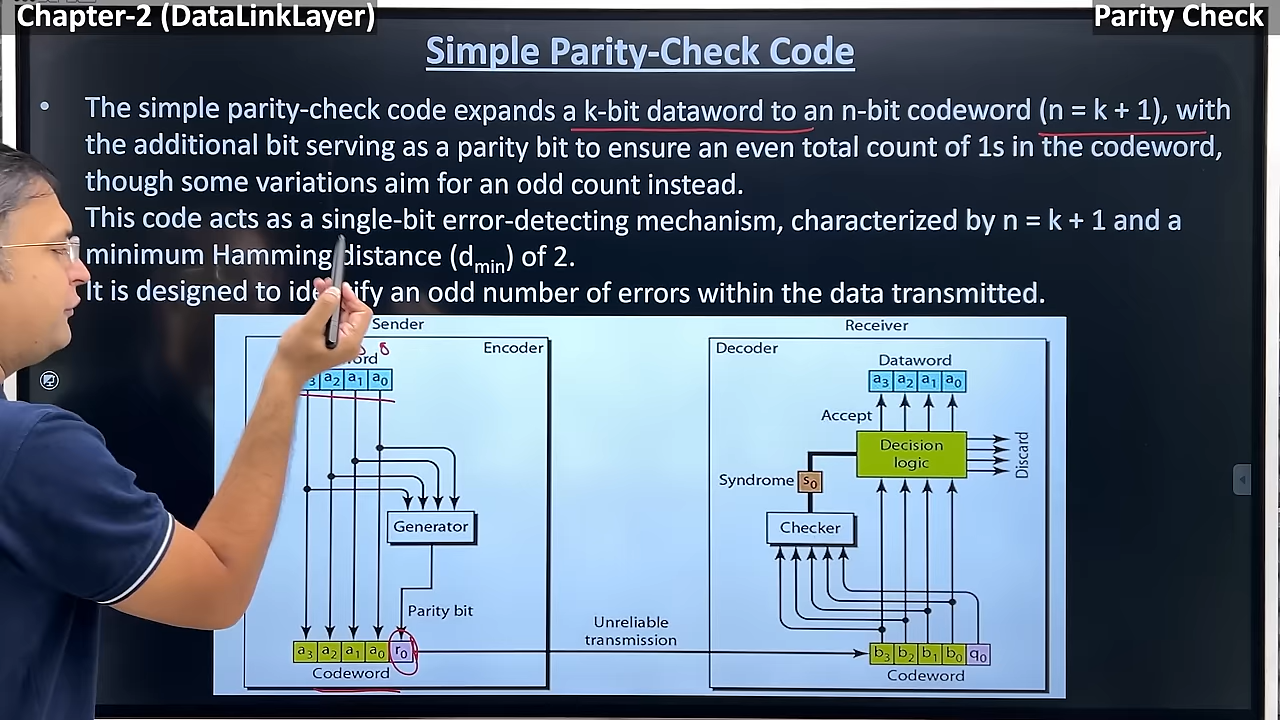 Chapter-2 (DataLinkLayer)
Parity Check
Simple Parity-Check Code
• The simple parity-check code expands a k-bit dataword to an n-bit codeword (n = k + 1), with
the additional bit serving as a parity bit to ensure an even total count of 1s in the codeword,
though some variations aim for an odd count instead.
This code acts as a single-bit error-detecting mechanism, characterized by n = k + 1 and a
minimum Hamming distance (dmin) of 2.
It is designed to identify an odd number of errors within the data transmitted.
Sender
Receiver
Encoder
Decoder
Dataword
a3 a2 a1 a0
a2 a1 a0
Accept
Decision
logic
Discard
Syndrome s0
Generator
Checker
Parity bit
Unreliable
transmission
a3 a2 a1 a0 r0
b3 b2 b1 b0 q0
Codeword
Codeword